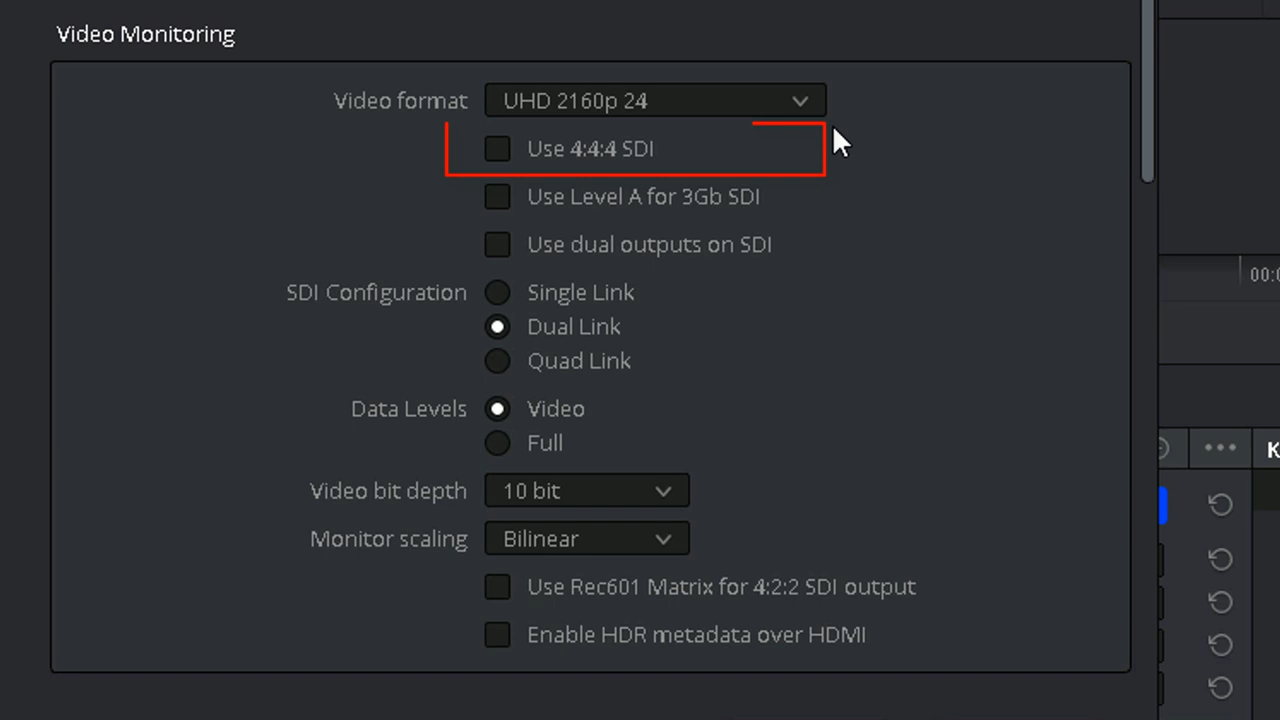 Video Monitoring
Video format UHD 2160p 24
Use 4:4:4 SDI
Use Level A for 3Gb SDI
Use dual outputs on SDI
SDI Configuration Single Link
Dual Link
Quad Link
Data Levels Video
Full
Video bit depth 10 bit
Monitor scaling Bilinear
Use Rec601 Matrix for 4:2:2 SDI output
Enable HDR metadata over HDMI
00:
K